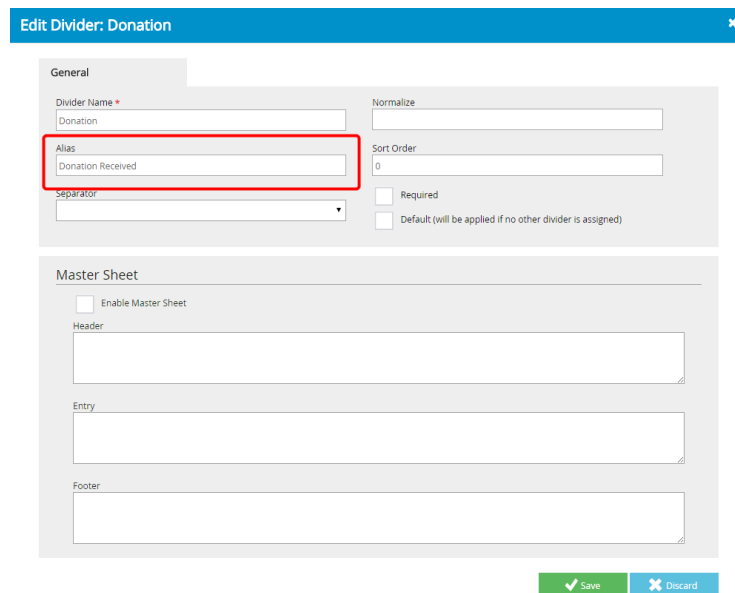 Edit Divider: Donation
General
Divider Name *
Normalize
Donation
Alias
Sort Order
Donation Received
0
Separator
Required
Default (will be applied if no other divider is assigned)
Master Sheet
Enable Master Sheet
Header
Entry
Footer
Save
Discard